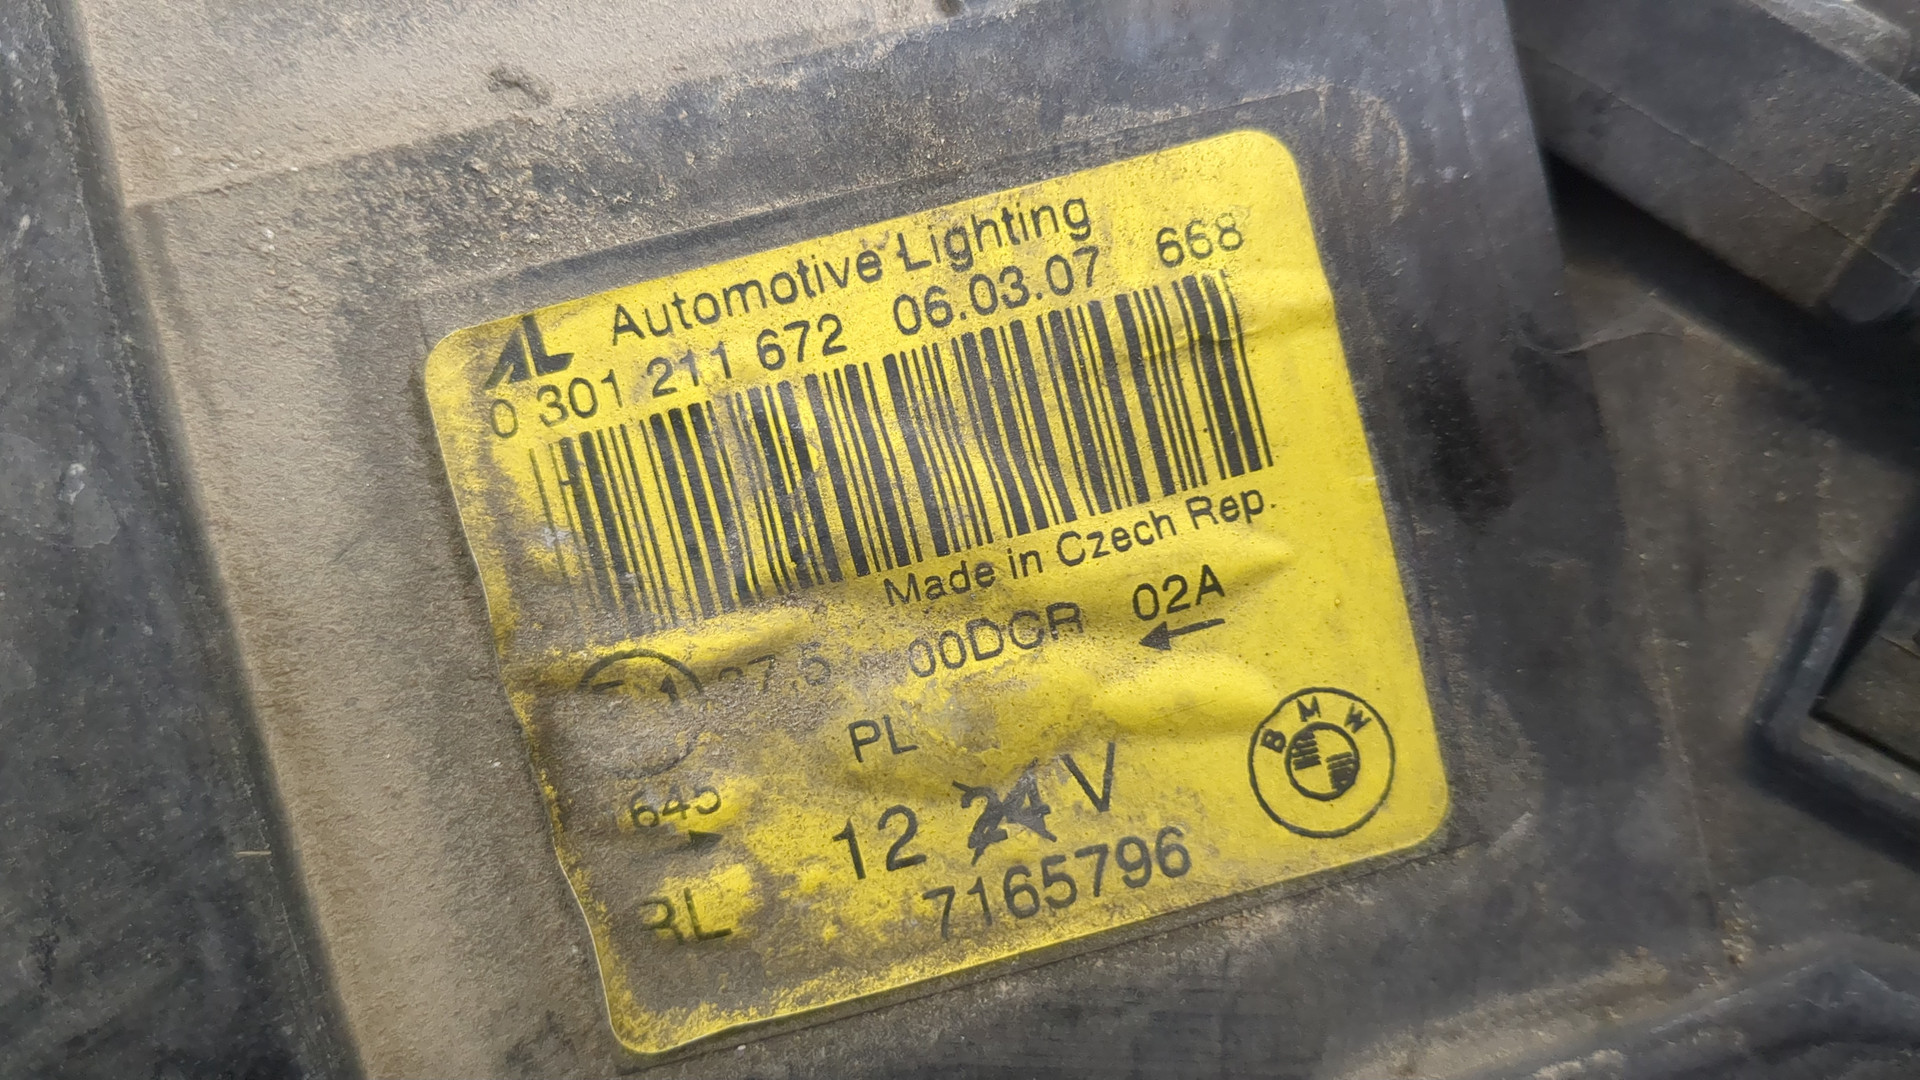 AL Automotive Lighting
0 301 211 672 06.03.07 668
Made in Czech Rep.
00DCR 02A
PL
645
12 24 V
BMW
RL
7165796